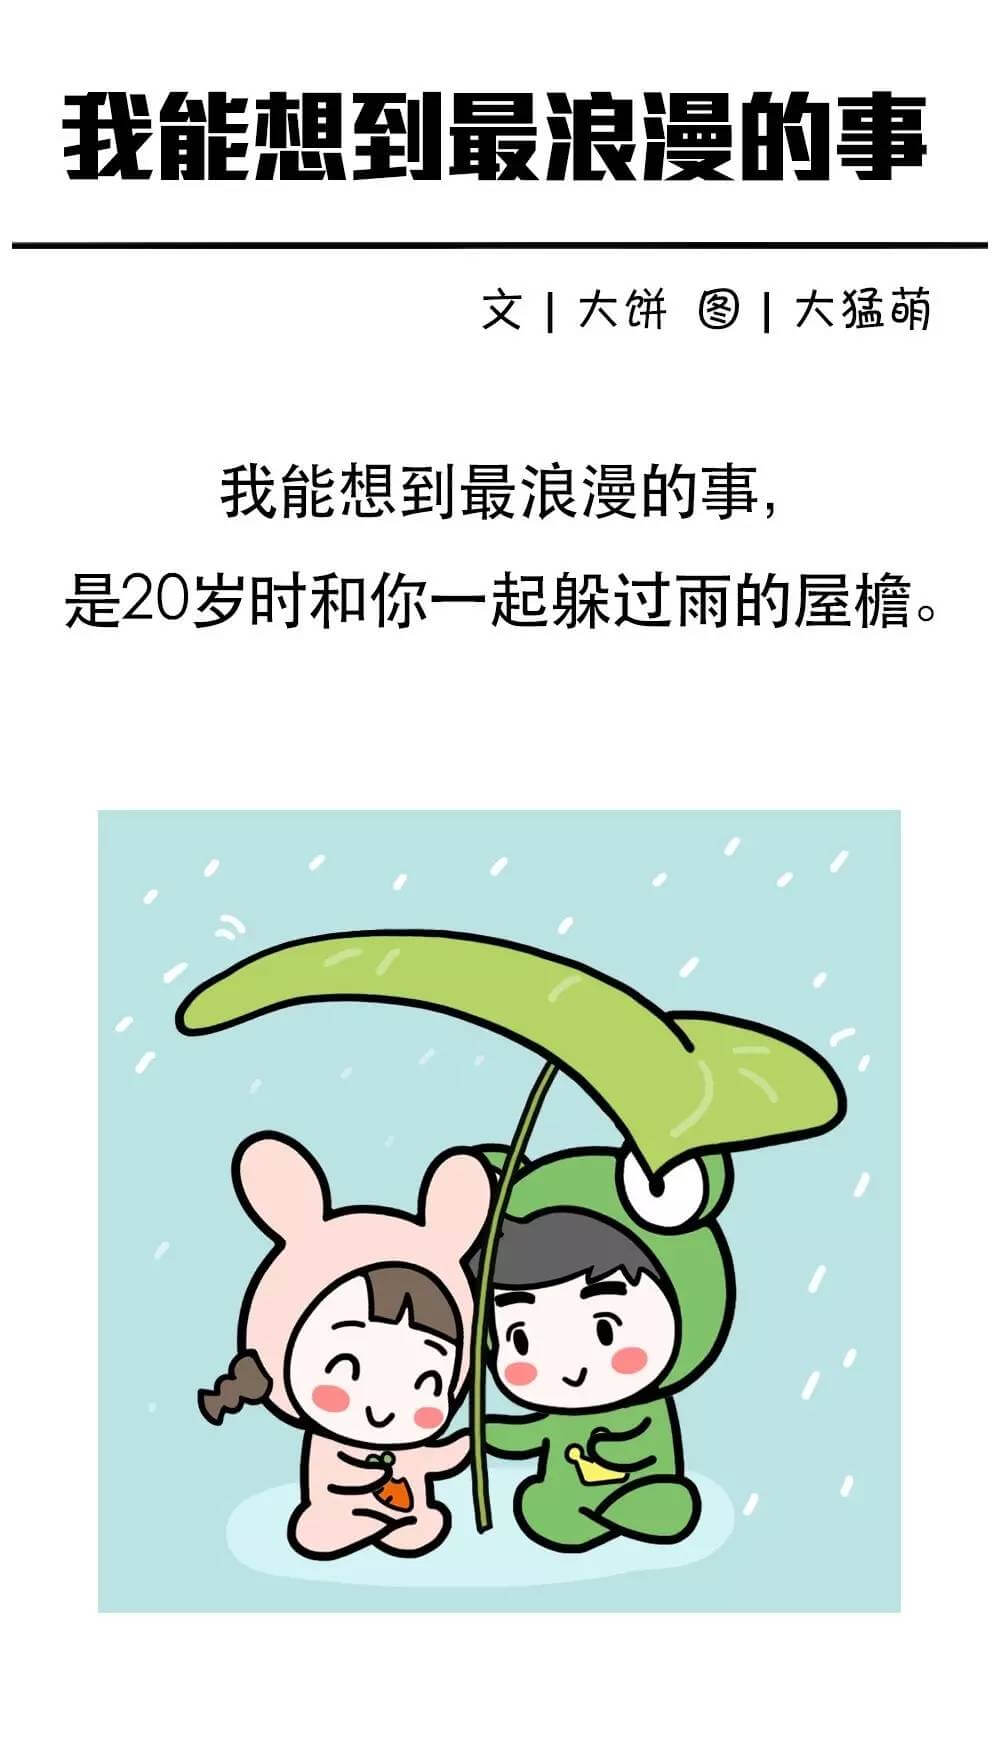 我能想到最浪漫的事
文 | 大饼 图 | 大猛萌
我能想到最浪漫的事,
是20岁时和你一起躲过雨的屋檐。